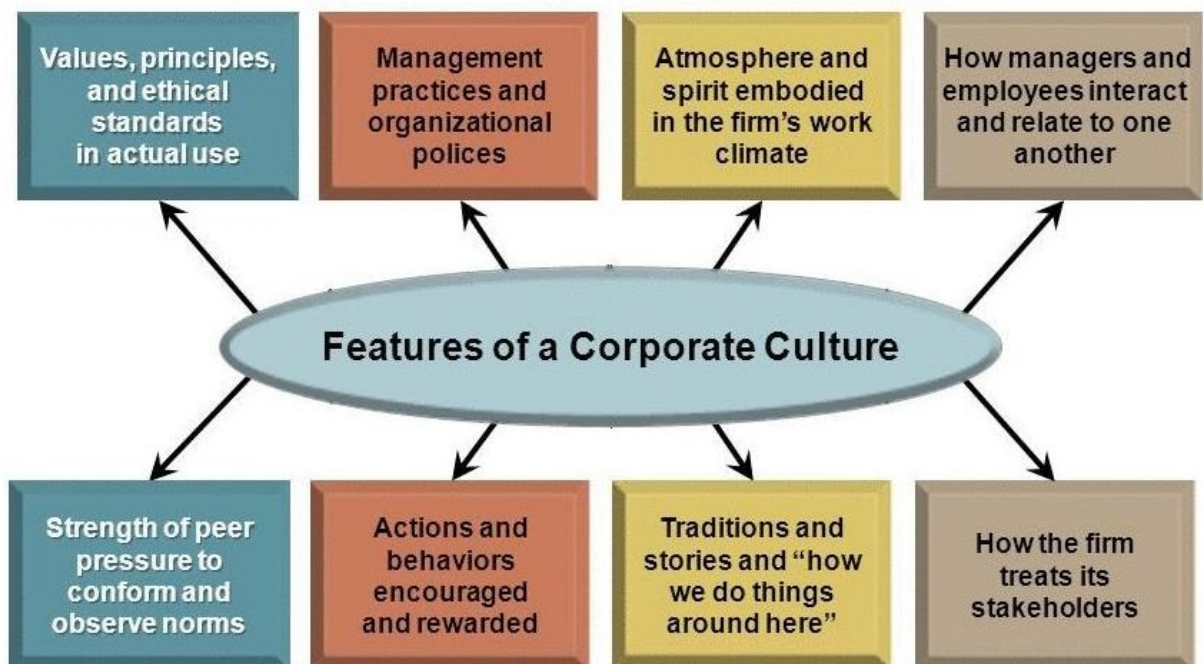 Values, principles,
and ethical
standards
in actual use
Management
practices and
organizational
polices
Atmosphere and
spirit embodied
in the firm's work
climate
How managers and
employees interact
and relate to one
another
Features of a Corporate Culture
Strength of peer
pressure to
conform and
observe norms
Actions and
behaviors
encouraged
and rewarded
Traditions and
stories and “how
we do things
around here”
How the firm
treats its
stakeholders